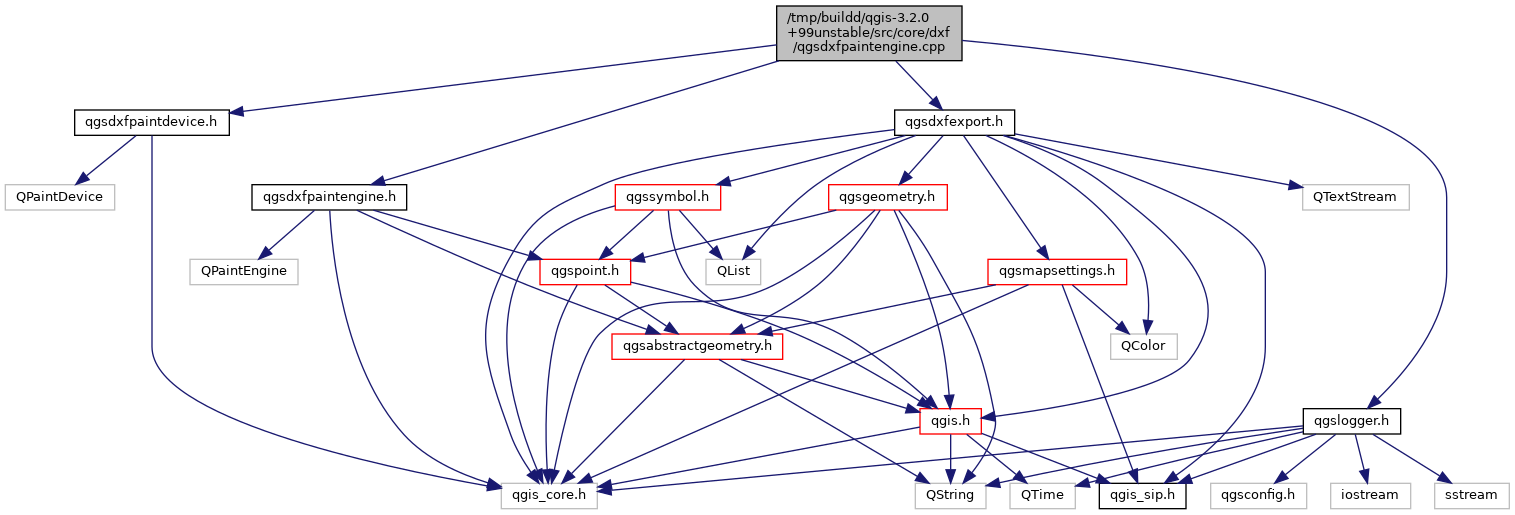 /tmp/buildd/qgis-3.2.0
+99unstable/src/core/dxf
/qgsdxfpaintengine.cpp
qgsdxfpaintdevice.h
qgsdxfexport.h
QPaintDevice
qgsdxfpaintengine.h
qgssymbol.h
qgsgeometry.h
QTextStream
QPaintEngine
qgspoint.h
QList
qgsmapsettings.h
qgsabstractgeometry.h
QColor
qgis.h
qgslogger.h
qgis_core.h
QString
QTime
qgis_sip.h
qgsconfig.h
iostream
sstream